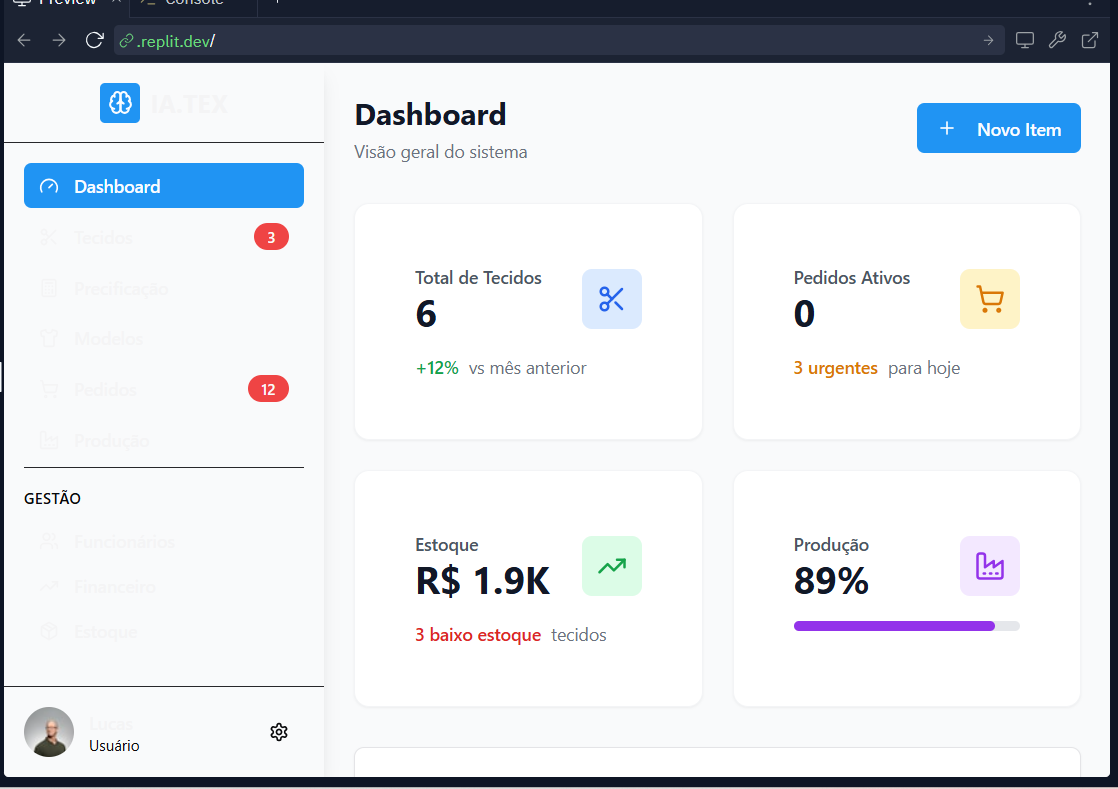 Preview
Console
.replit.dev/
IA.TEX
Dashboard
Tecidos 3
Precificação
Modelos
Pedidos 12
Produção
GESTÃO
Funcionários
Financeiro
Estoque
Lucas
Usuário
Dashboard
Visão geral do sistema
+ Novo Item
Total de Tecidos
6
+12% vs mês anterior
Pedidos Ativos
0
3 urgentes para hoje
Estoque
R$ 1.9K
3 baixo estoque tecidos
Produção
89%